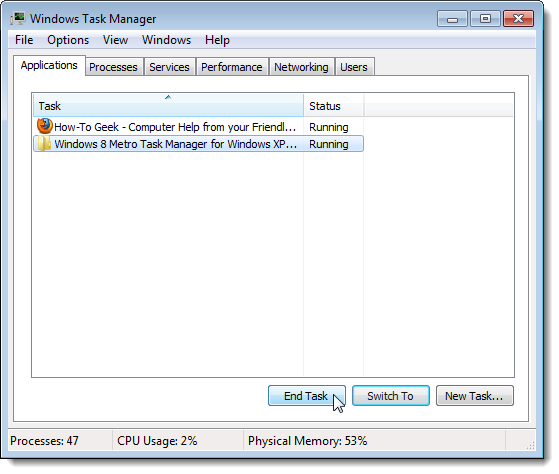 Windows Task Manager
File Options View Windows Help
Applications Processes Services Performance Networking Users
Task Status
How-To Geek - Computer Help from your Friendl... Running
Windows 8 Metro Task Manager for Windows XP... Running
End Task Switch To New Task...
Processes: 47 CPU Usage: 2% Physical Memory: 53%